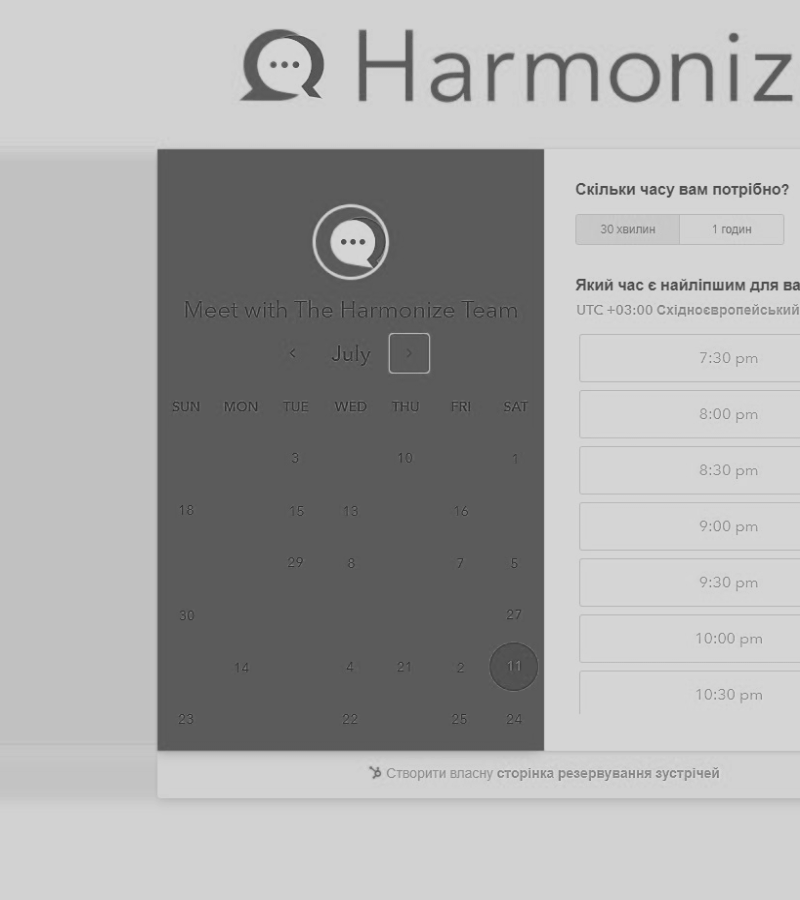 Harmoniz
Meet with The Harmonize Team
July
SUN MON TUE WED THU FRI SAT
3 10 1
18 15 13 16
29 8 7 5
30 27
14 4 21 2 11
23 22 25 24
Скільки часу вам потрібно?
30 хвилин 1 годин
Який час є найліпшим для ва
UTC +03:00 Східноєвропейський
7:30 pm
8:00 pm
8:30 pm
9:00 pm
9:30 pm
10:00 pm
10:30 pm
Створити власну сторінка резервування зустрічей